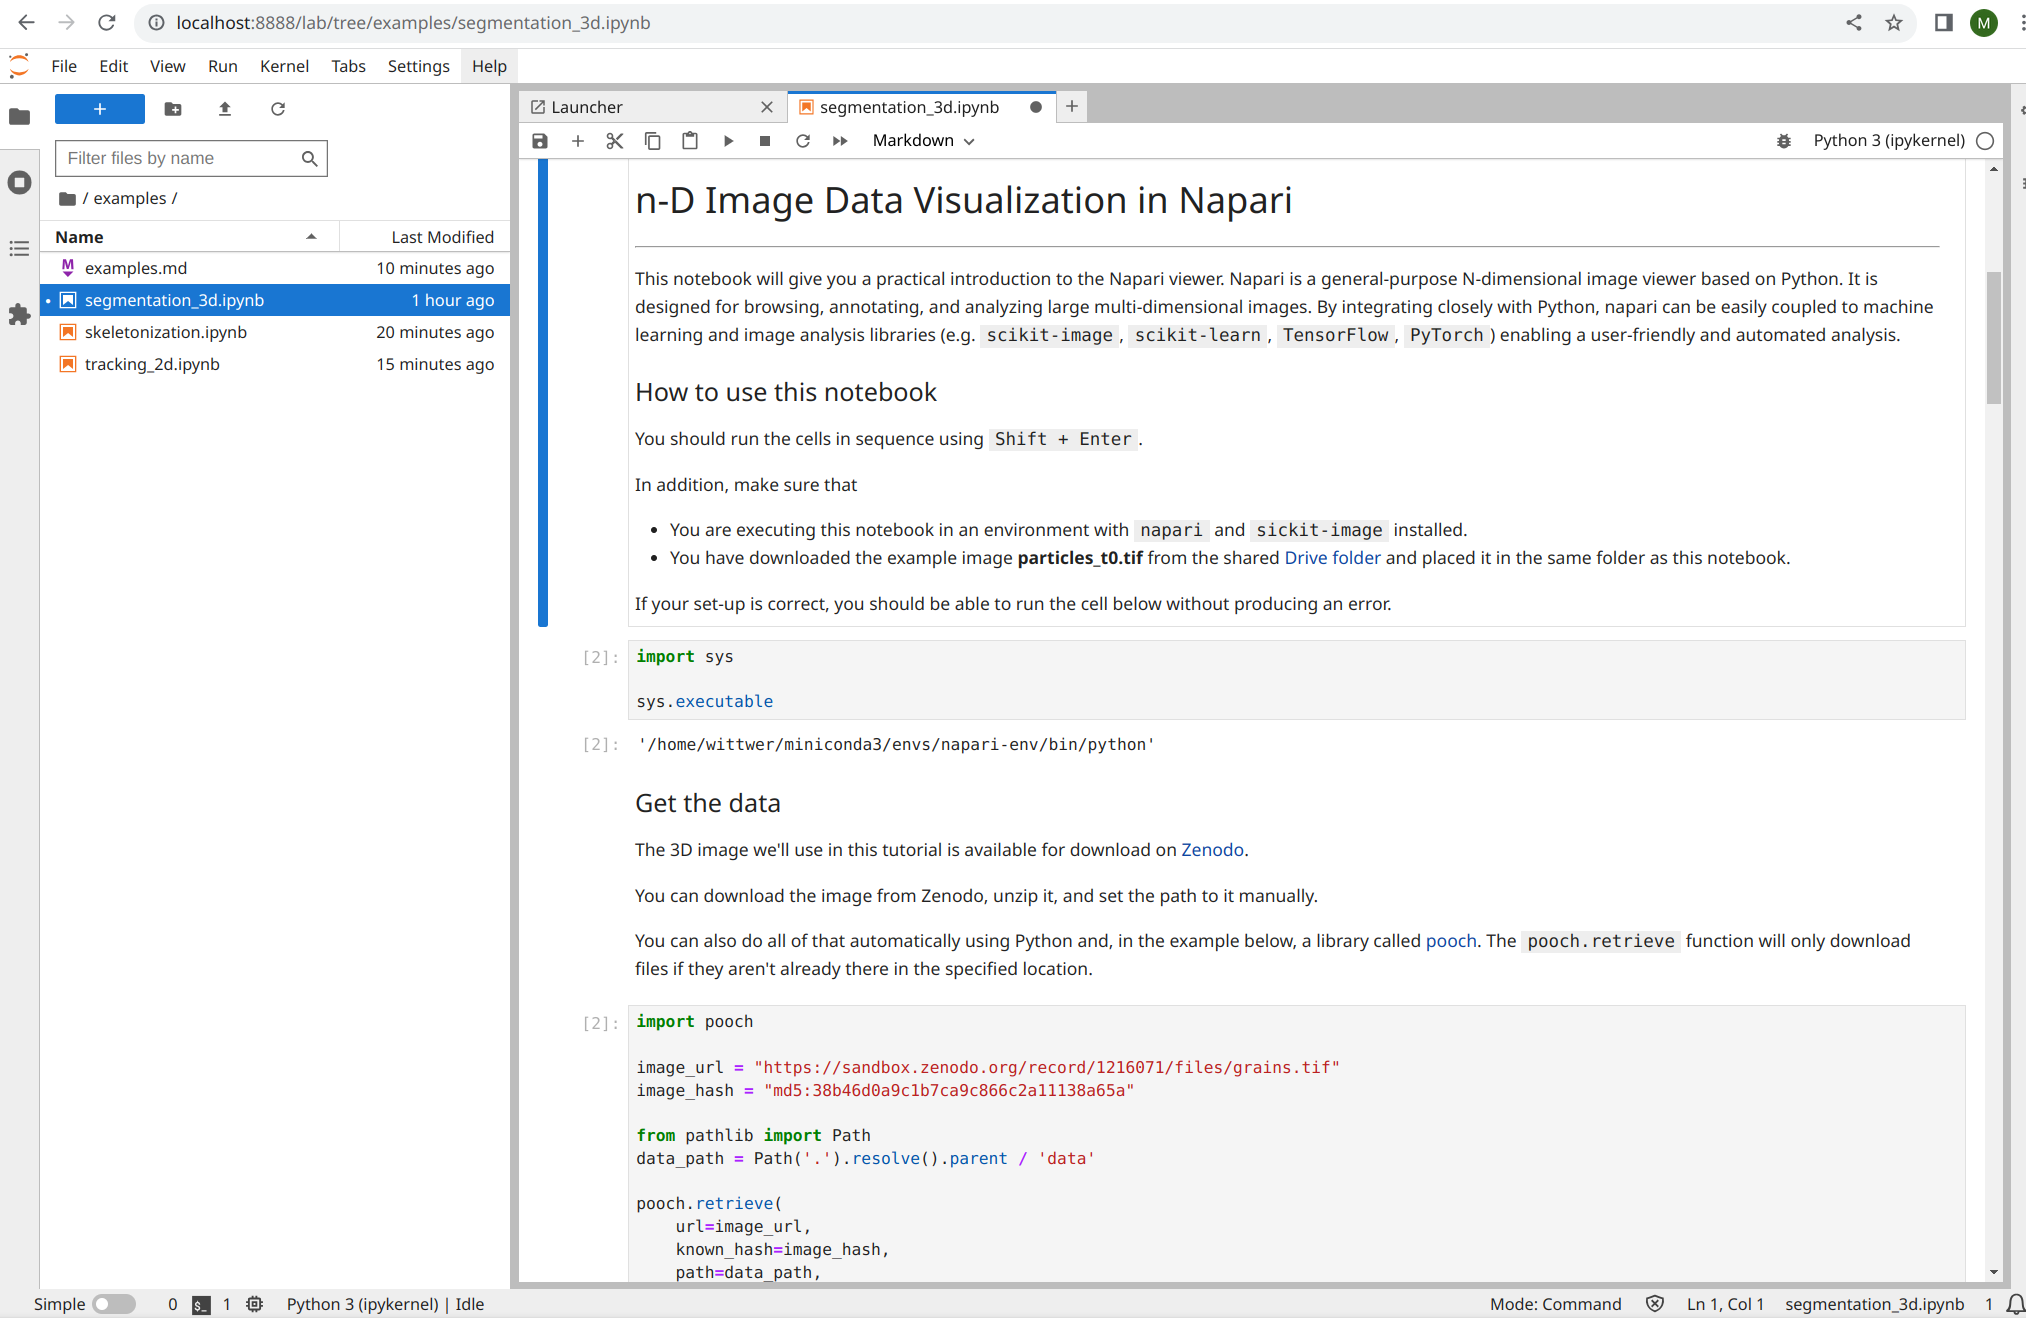 localhost:8888/lab/tree/examples/segmentation_3d.ipynb
M
File Edit View Run Kernel Tabs Settings Help
+
Filter files by name
/ examples /
Name Last Modified
examples.md 10 minutes ago
segmentation_3d.ipynb 1 hour ago
skeletonization.ipynb 20 minutes ago
tracking_2d.ipynb 15 minutes ago
Launcher segmentation_3d.ipynb
Markdown Python 3 (ipykernel)
n-D Image Data Visualization in Napari
This notebook will give you a practical introduction to the Napari viewer. Napari is a general-purpose N-dimensional image viewer based on Python. It is
designed for browsing, annotating, and analyzing large multi-dimensional images. By integrating closely with Python, napari can be easily coupled to machine
learning and image analysis libraries (e.g. scikit-image, scikit-learn, TensorFlow, PyTorch) enabling a user-friendly and automated analysis.
How to use this notebook
You should run the cells in sequence using Shift + Enter.
In addition, make sure that
• You are executing this notebook in an environment with napari and sickit-image installed.
• You have downloaded the example image particles_t0.tif from the shared Drive folder and placed it in the same folder as this notebook.
If your set-up is correct, you should be able to run the cell below without producing an error.
[2]: import sys
sys.executable
[2]: '/home/wittwer/miniconda3/envs/napari-env/bin/python'
Get the data
The 3D image we'll use in this tutorial is available for download on Zenodo.
You can download the image from Zenodo, unzip it, and set the path to it manually.
You can also do all of that automatically using Python and, in the example below, a library called pooch. The pooch.retrieve function will only download
files if they aren't already there in the specified location.
[2]: import pooch
image_url = "https://sandbox.zenodo.org/record/1216071/files/grains.tif"
image_hash = "md5:38b46d0a9c1b7ca9c866c2a11138a65a"
from pathlib import Path
data_path = Path('.').resolve().parent / 'data'
pooch.retrieve(
url=image_url,
known_hash=image_hash,
path=data_path,
Simple 0 $_ 1 Python 3 (ipykernel) | Idle Mode: Command Ln 1, Col 1 segmentation_3d.ipynb 1